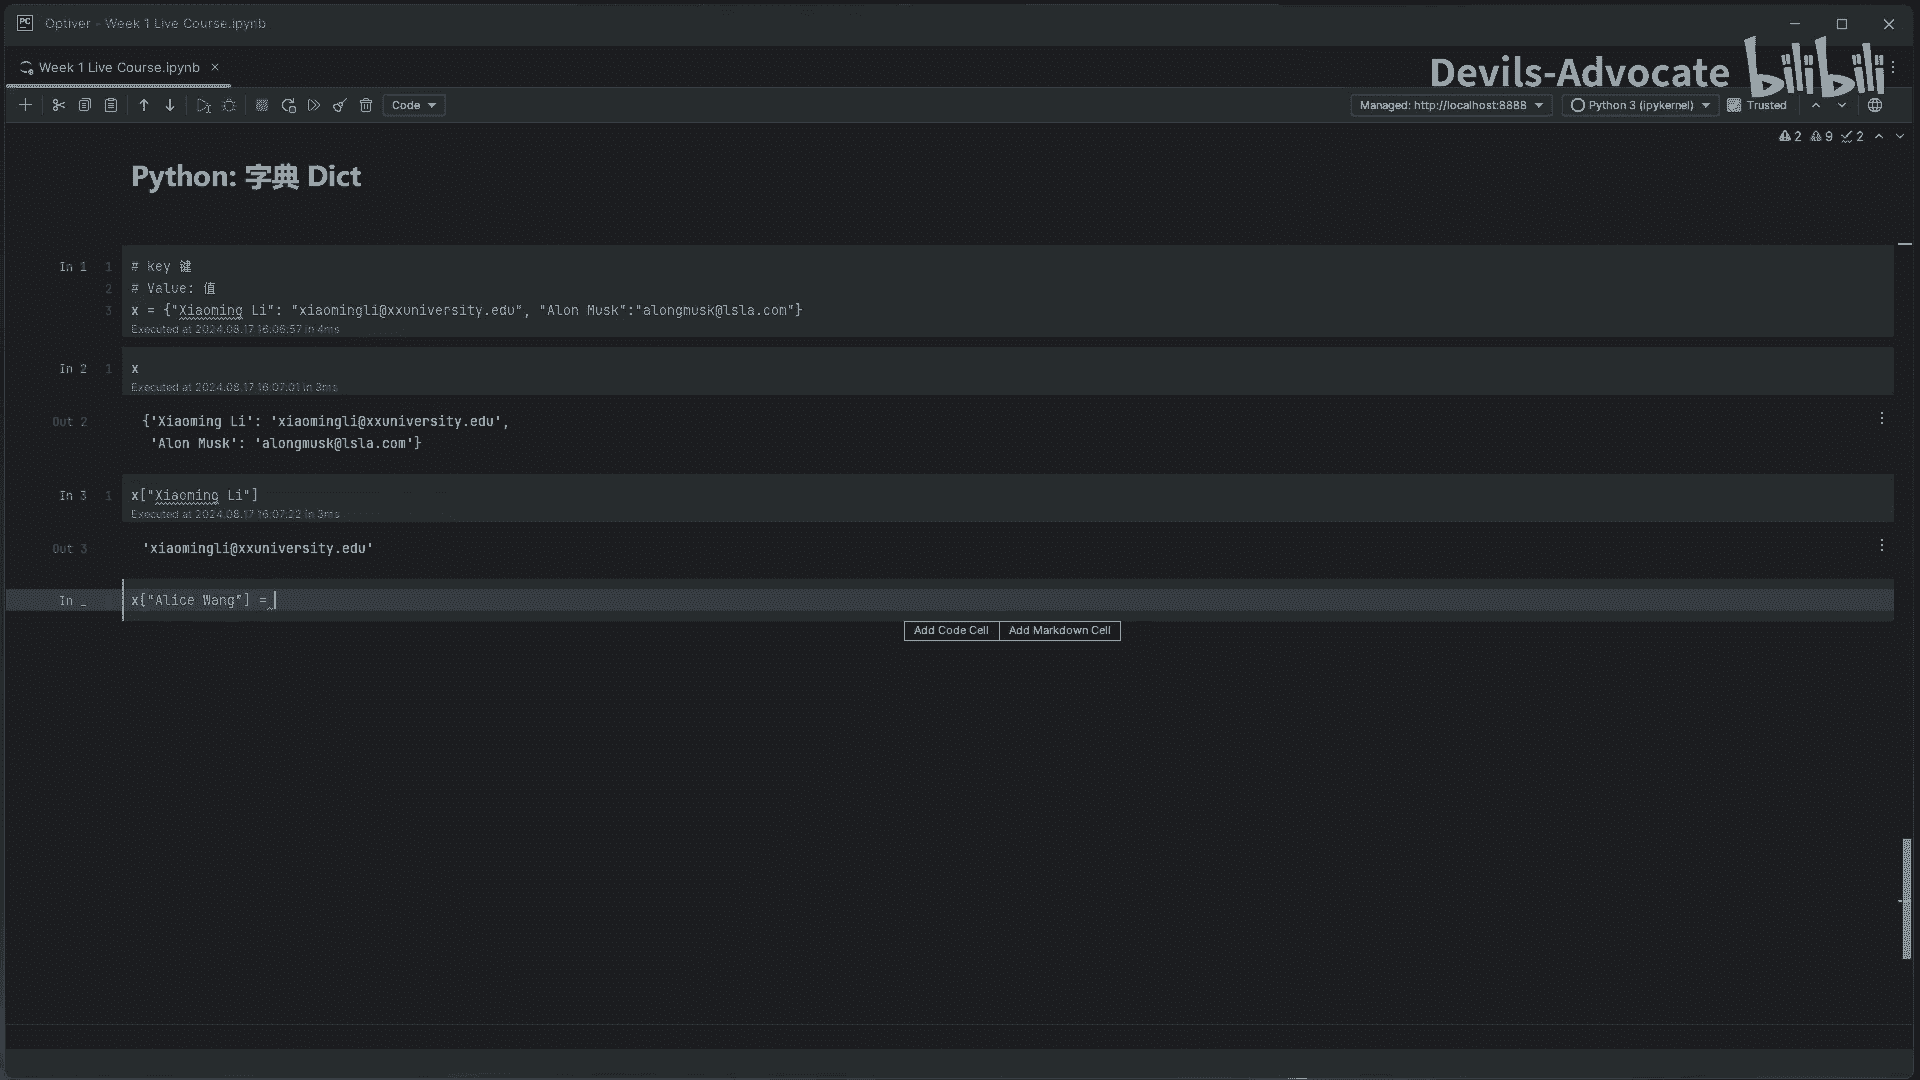 PC Optiver – Week 1 Live Course.ipynb
Week 1 Live Course.ipynb
Devils-Advocate bilibili
Code
Managed: http://localhost:8888 Python 3 (ipykernel) Trusted
2 9 2
Python: 字典 Dict
In 1 1 # key 键
2 # Value: 值
3 x = {"Xiaoming Li": "xiaomingli@xxuniversity.edu", "Alon Musk":"alongmusk@lsla.com"}
Executed at 2024.08.17 16:06:57 in 4ms
In 2 1 x
Executed at 2024.08.17 16:07:01 in 3ms
Out 2 {'Xiaoming Li': 'xiaomingli@xxuniversity.edu',
'Alon Musk': 'alongmusk@lsla.com'}
In 3 1 x["Xiaoming Li"]
Executed at 2024.08.17 16:07:22 in 3ms
Out 3 'xiaomingli@xxuniversity.edu'
In _ x["Alice Wang"] =
Add Code Cell Add Markdown Cell